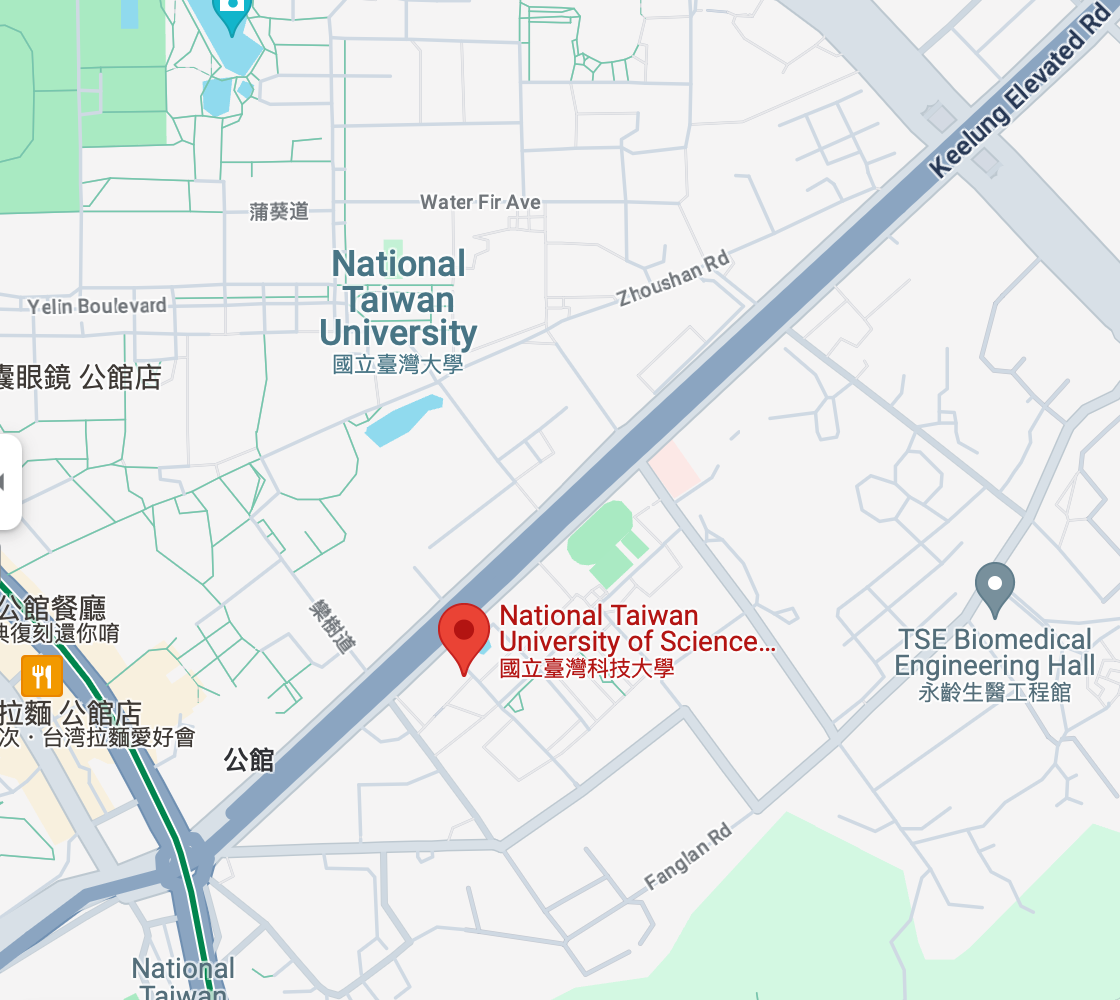 Keelung Elevated Rd
蒲葵道
Water Fir Ave
National
Taiwan
University
國立臺灣大學
Zhoushan Rd
Yelin Boulevard
囊眼鏡 公館店
公館餐廳
典復刻還你唷
欒樹道
National Taiwan
University of Science...
國立臺灣科技大學
TSE Biomedical
Engineering Hall
永齡生醫工程館
拉麵 公館店
次 · 台湾拉麵愛好會
公館
Fanglan Rd
National
Taiwan